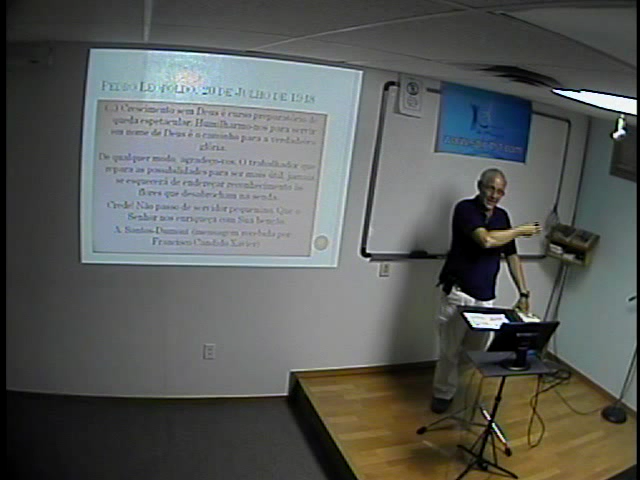 PEDRO LEOPOLDO, 20 DE JULHO DE 1948
(...) Crescimento sem Deus é curso preparatório de
queda espetacular. Humilharmo-nos para servir
em nome de Deus é o caminho para a verdadeira
glória.
De qualquer modo, agradeço-vos. O trabalhador que
repara as possibilidades para ser mais útil, jamais
se esquecerá de endereçar reconhecimento às
flores que desabrocham na senda.
Crede! Não passo de servidor pequenino. Que o
Senhor nos enriqueça com Sua benção.
A. Santos-Dumont (mensagem recebida por
Francisco Candido Xavier)